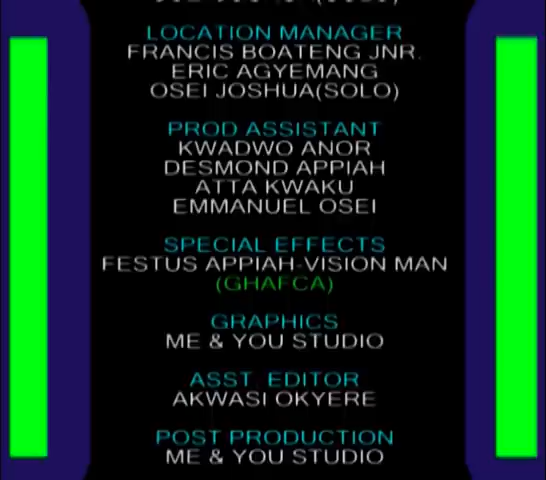 LOCATION MANAGER
FRANCIS BOATENG JNR.
ERIC AGYEMANG
OSEI JOSHUA(SOLO)
PROD ASSISTANT
KWADWO ANOR
DESMOND APPIAH
ATTA KWAKU
EMMANUEL OSEI
SPECIAL EFFECTS
FESTUS APPIAH-VISION MAN
(GHAFCA)
GRAPHICS
ME & YOU STUDIO
ASST. EDITOR
AKWASI OKYERE
POST PRODUCTION
ME & YOU STUDIO